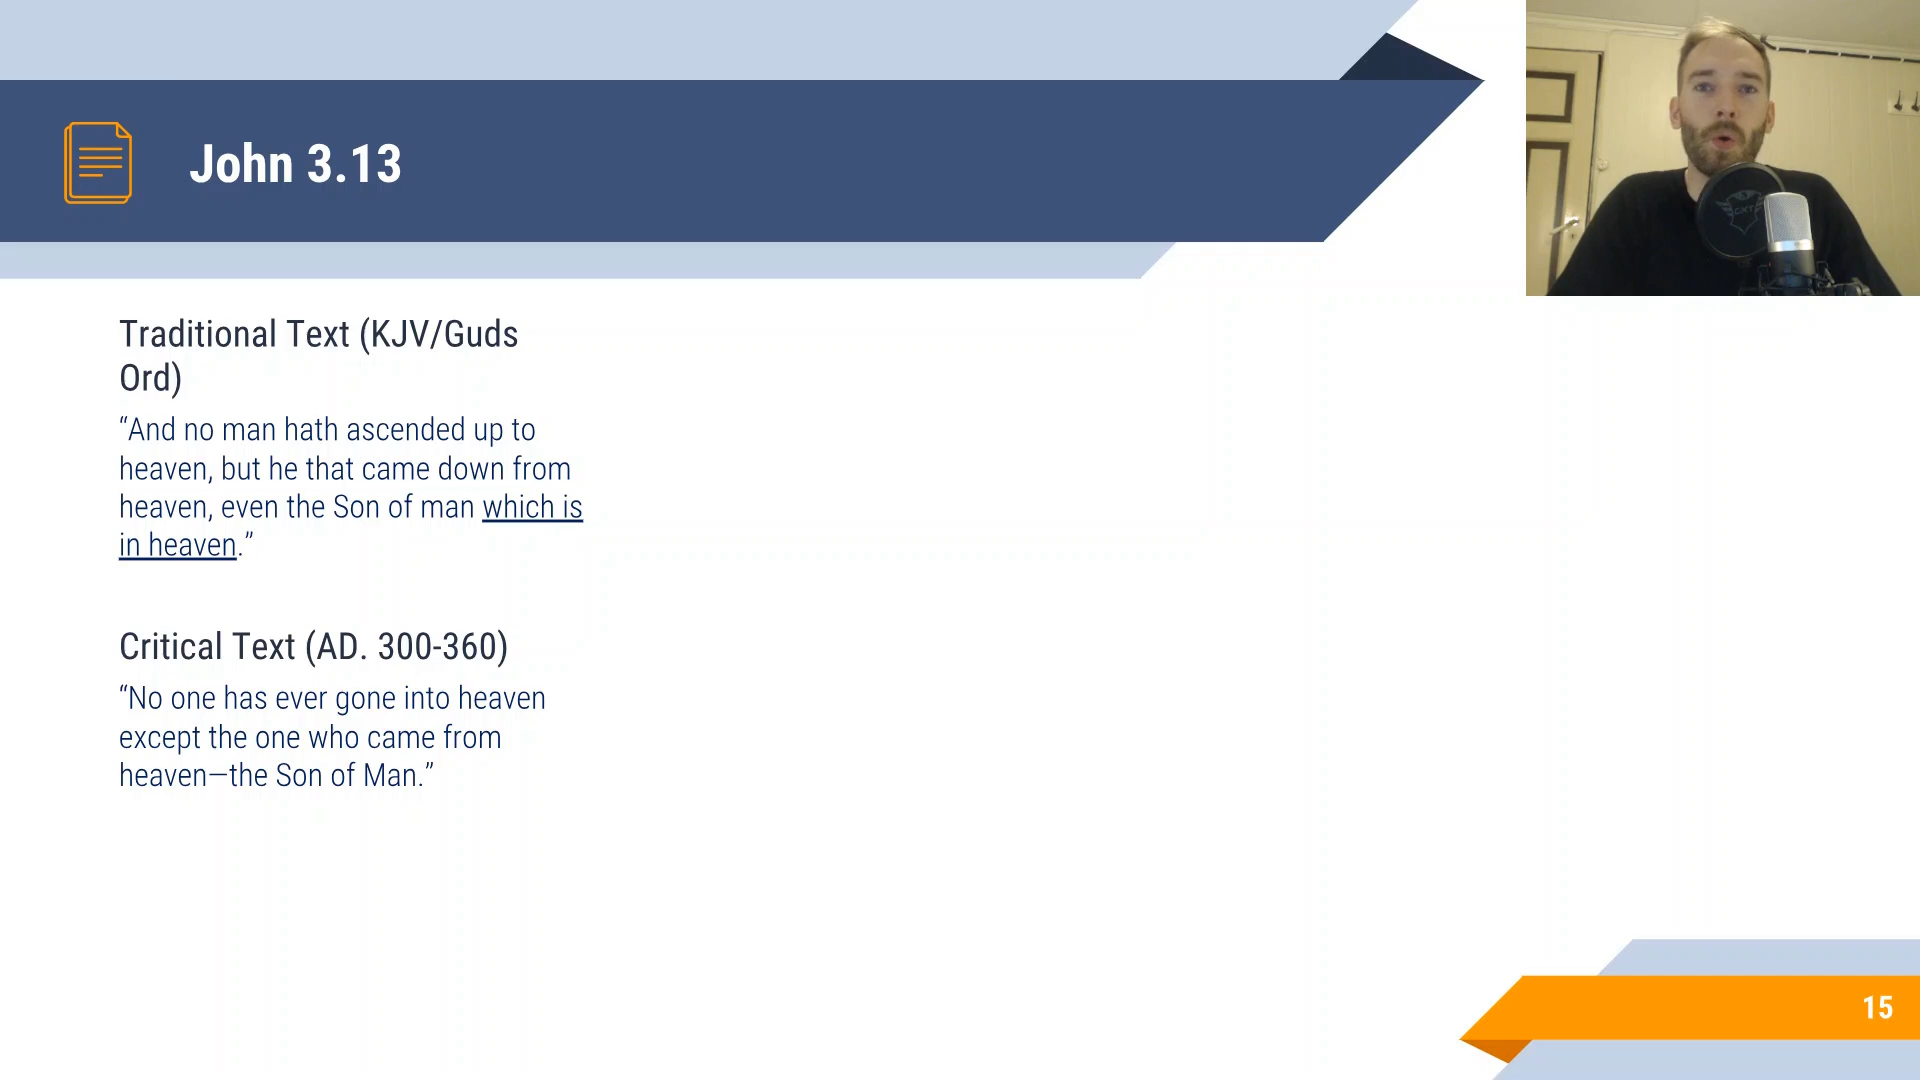 John 3.13
Traditional Text (KJV/Guds
Ord)
“And no man hath ascended up to
heaven, but he that came down from
heaven, even the Son of man which is
in heaven.”
Critical Text (AD. 300-360)
“No one has ever gone into heaven
except the one who came from
heaven—the Son of Man.”
15